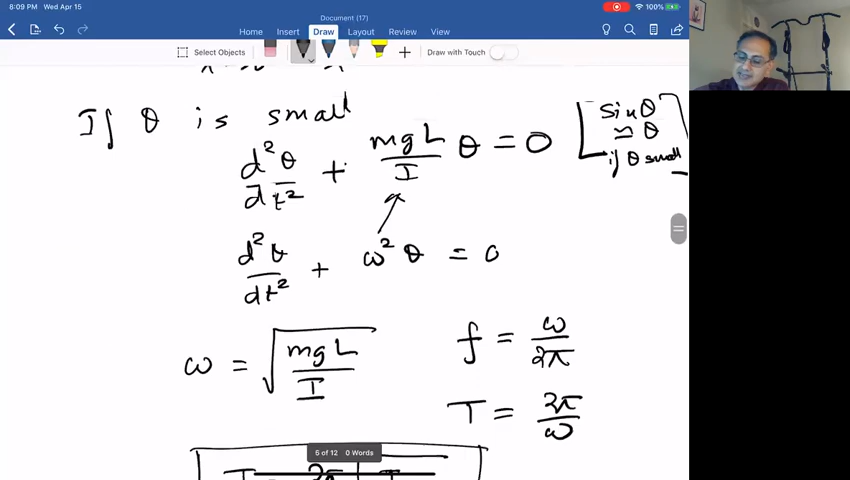 8:09 PM Wed Apr 15
100%
Document (17)
Home Insert Draw Layout Review View
Select Objects
Draw with Touch
If θ is small
d²θ/dt² + mgL/I θ = 0
[sinθ
≈ θ
if θ small]
d²θ/dt² + ω²θ = 0
ω = √(mgL/I)
f = ω/2π
T = 2π/ω
5 of 12 0 Words